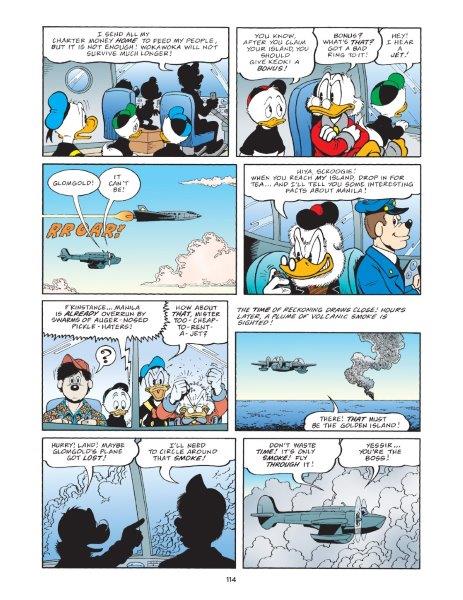 I SEND ALL MY
CHARTER MONEY HOME TO FEED MY PEOPLE,
BUT IT IS NOT ENOUGH! WOKAWOKA WILL NOT
SURVIVE MUCH LONGER!
YOU KNOW,
AFTER YOU CLAIM
YOUR ISLAND, YOU
SHOULD
GIVE KEOKI A
BONUS!
BONUS?
WHAT'S THAT?
GOT A BAD
RING TO IT!
HEY!
I HEAR
A
JET!
GLOMGOLD!
IT
CAN'T
BE!
RROAR!
HIYA, SCROOGIE!
WHEN YOU REACH MY ISLAND, DROP IN FOR
TEA... AND I'LL TELL YOU SOME INTERESTING
FACTS ABOUT MANILA!
F'RINSTANCE... MANILA
IS ALREADY OVERRUN BY
SWARMS OF AUGER-NOSED
PICKLE-HATERS!
HOW ABOUT
THAT, MISTER
TOO-CHEAP-
TO-RENT-
A-JET?
?
THE TIME OF RECKONING DRAWS CLOSE! HOURS
LATER, A PLUME OF VOLCANIC SMOKE IS
SIGHTED!
THERE! THAT MUST
BE THE GOLDEN ISLAND!
HURRY! LAND! MAYBE
GLOMGOLD'S PLANE
GOT LOST!
I'LL NEED
TO CIRCLE AROUND
THAT SMOKE!
DON'T WASTE
TIME! IT'S ONLY
SMOKE! FLY
THROUGH IT!
YESSIR...
YOU'RE THE
BOSS!
114